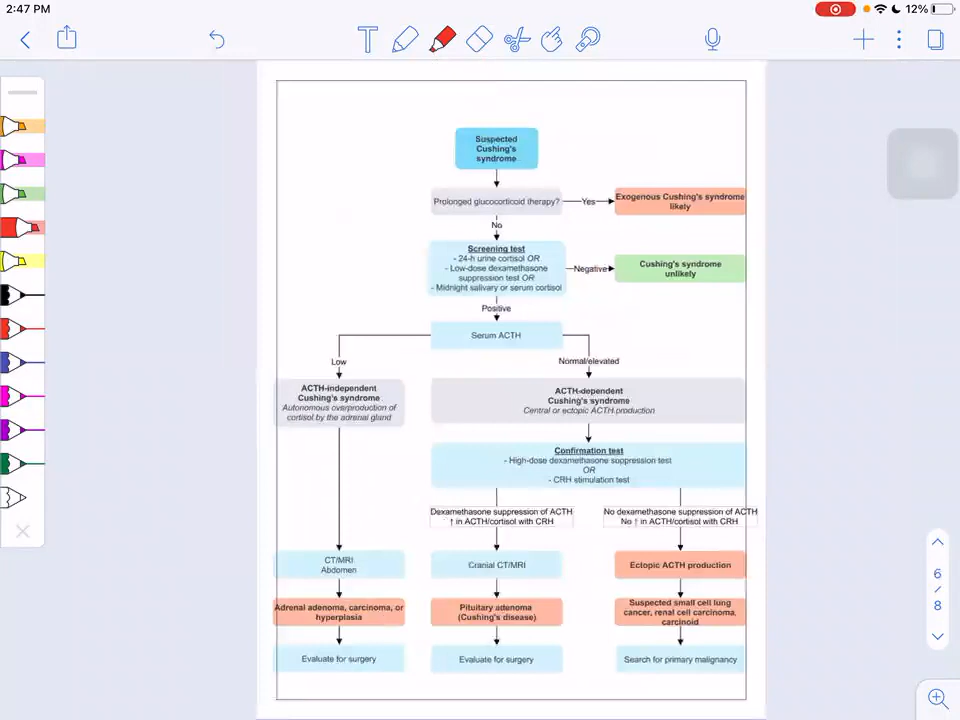 2:47 PM
12%
T
Suspected
Cushing's
syndrome
Prolonged glucocorticoid therapy?
Yes
Exogenous Cushing's syndrome
likely
No
Screening test
- 24-h urine cortisol OR
- Low-dose dexamethasone
suppression test OR
- Midnight salivary or serum cortisol
Negative
Cushing's syndrome
unlikely
Positive
Serum ACTH
Low
Normal/elevated
ACTH-independent
Cushing's syndrome
Autonomous overproduction of
cortisol by the adrenal gland
ACTH-dependent
Cushing's syndrome
Central or ectopic ACTH production
Confirmation test
- High-dose dexamethasone suppression test
OR
- CRH stimulation test
Dexamethasone suppression of ACTH
↑ in ACTH/cortisol with CRH
No dexamethasone suppression of ACTH
No ↑ in ACTH/cortisol with CRH
CT/MRI
Abdomen
Cranial CT/MRI
Ectopic ACTH production
Adrenal adenoma, carcinoma, or
hyperplasia
Pituitary adenoma
(Cushing's disease)
Suspected small cell lung
cancer, renal cell carcinoma,
carcinoid
Evaluate for surgery
Evaluate for surgery
Search for primary malignancy
6
/
8